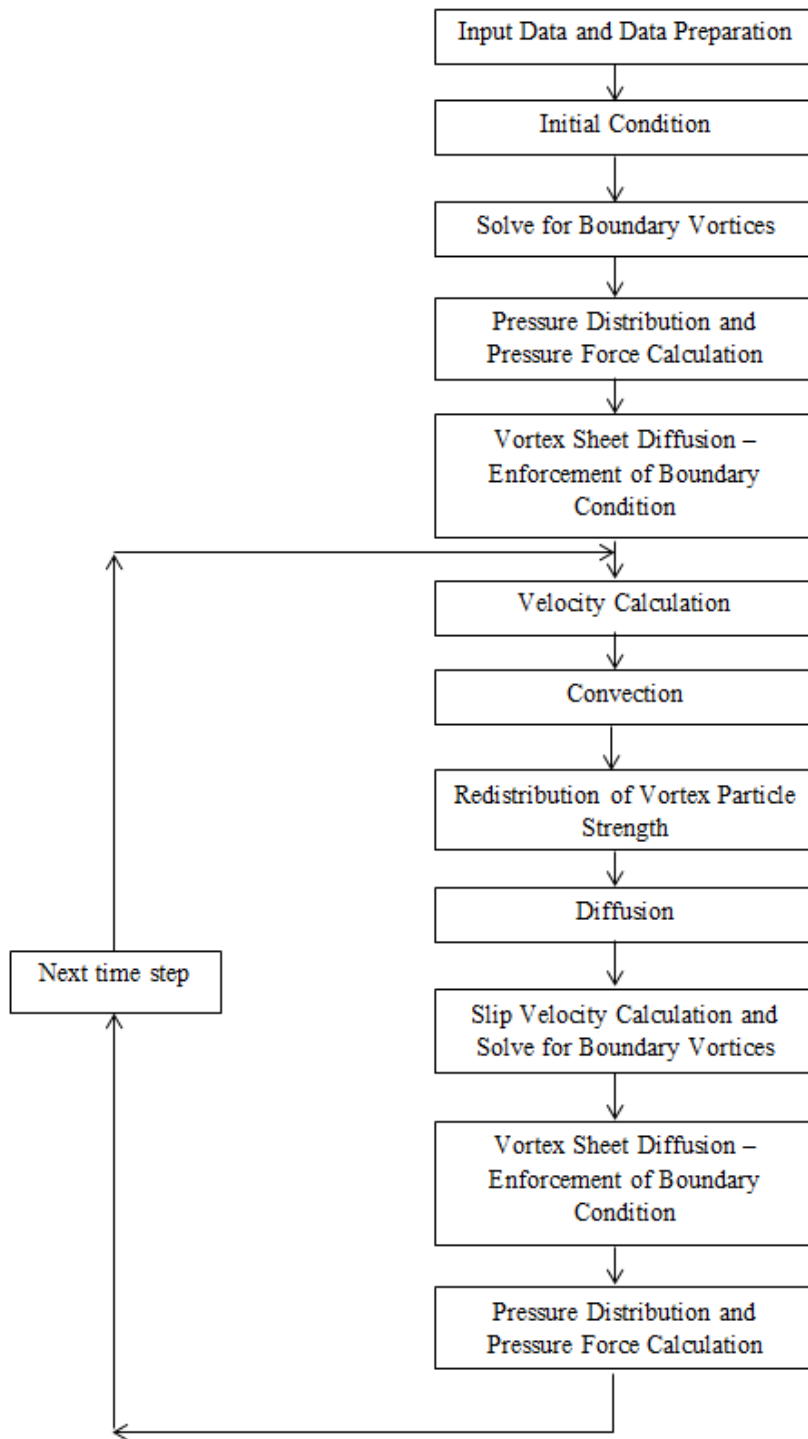 Input Data and Data Preparation
Initial Condition
Solve for Boundary Vortices
Pressure Distribution and
Pressure Force Calculation
Vortex Sheet Diffusion –
Enforcement of Boundary
Condition
Velocity Calculation
Convection
Redistribution of Vortex Particle
Strength
Diffusion
Next time step
Slip Velocity Calculation and
Solve for Boundary Vortices
Vortex Sheet Diffusion –
Enforcement of Boundary
Condition
Pressure Distribution and
Pressure Force Calculation